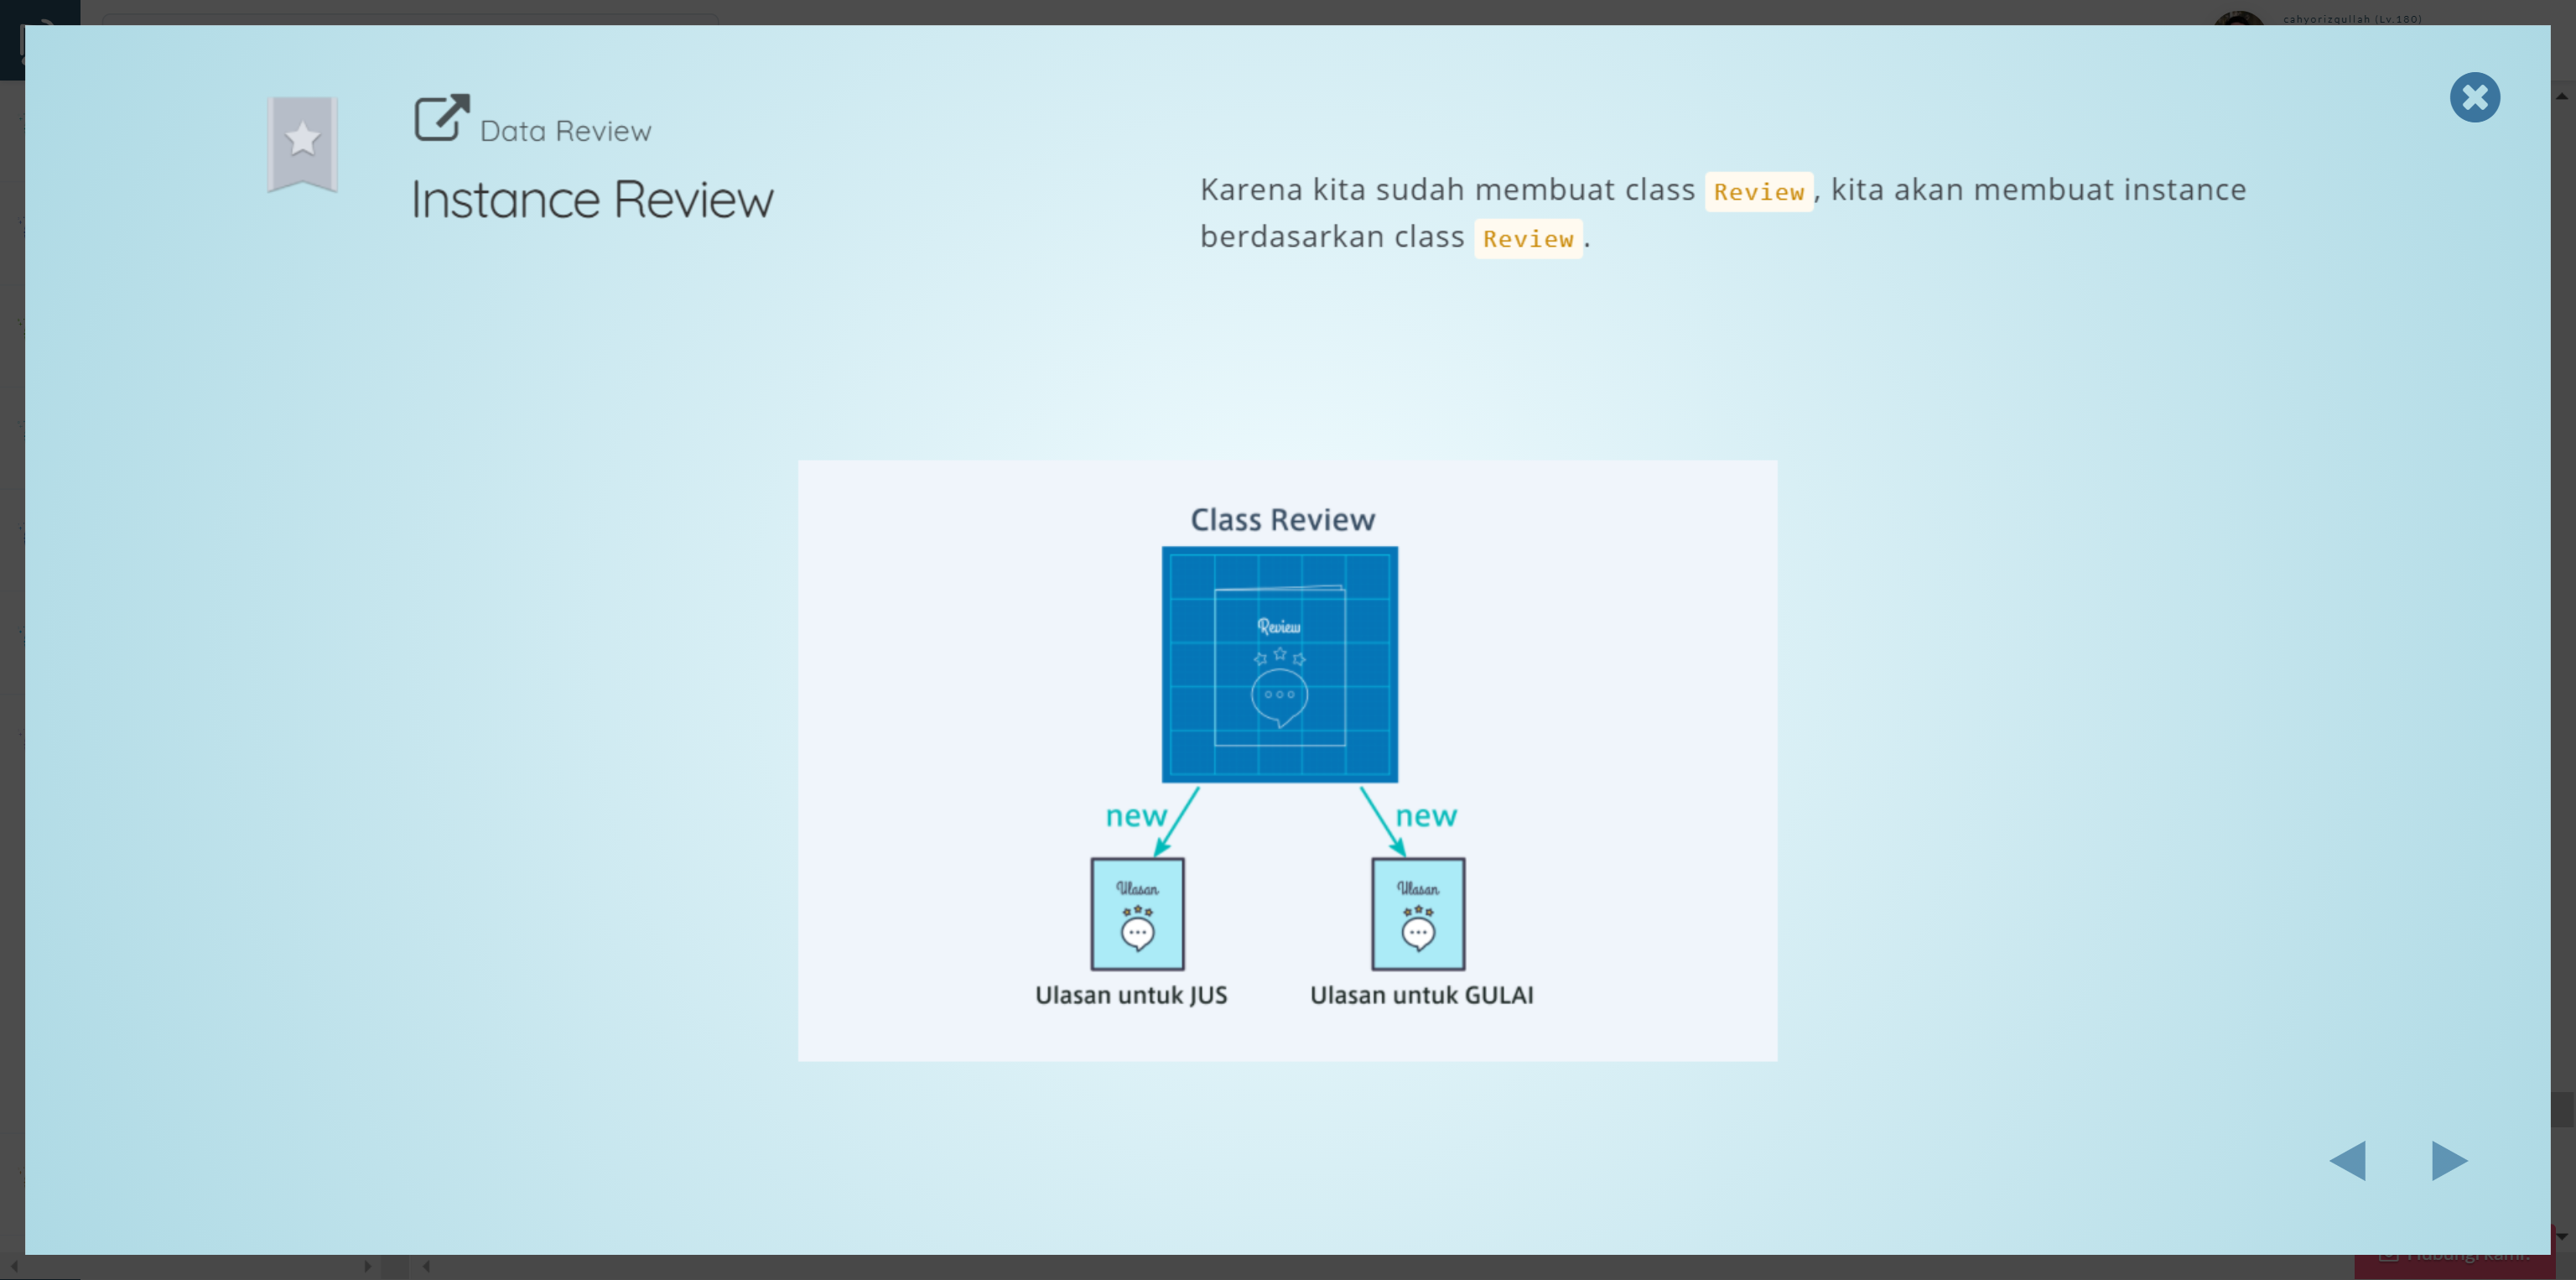 cahyorizqullah (Lv.180)
Data Review
Instance Review
Karena kita sudah membuat class Review, kita akan membuat instance
berdasarkan class Review.
Class Review
Review
new
new
Ulasan
Ulasan
Ulasan untuk JUS
Ulasan untuk GULAI
Hubungi kami!